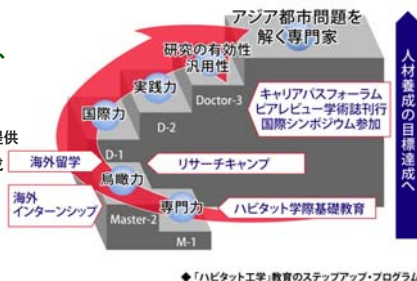 アジア都市問題を
解く専門家
研究の有効性
汎用性
実践力
Doctor-3
国際力
D-2
キャリアパスフォーラム
ピアレビュー学術誌刊行
国際シンポジウム参加
人材養成の目標達成へ
提供
D-1
海外留学
リサーチキャンプ
鳥瞰力
海外
インターンシップ
専門力
ハビタット学際基礎教育
Master-2
M-1
◆「ハビタット工学」教育のステップアップ・プログラム